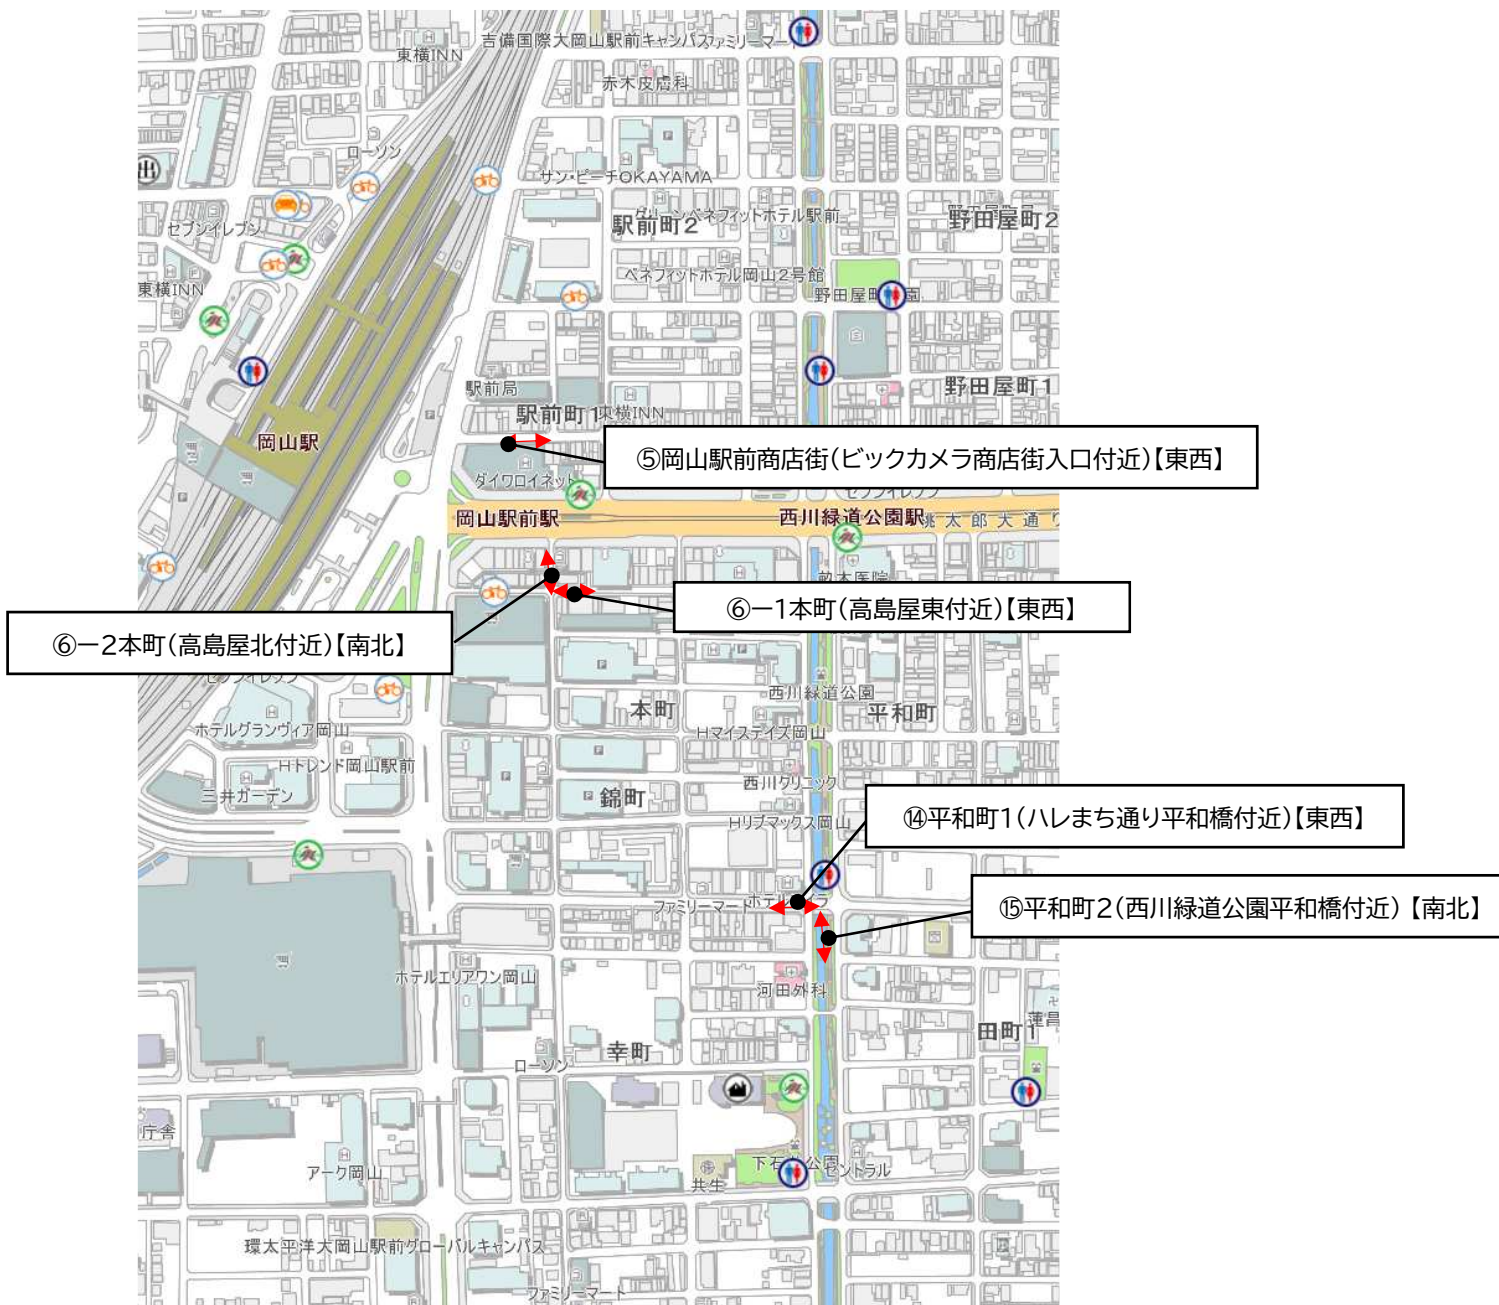 吉備国際大岡山駅前キャンパス
ファミリーマート
東横INN
赤木皮膚科
ローソン
サン・ピーチOKAYAMA
グリーンベネフィットホテル駅前
駅前町2
野田屋町2
セブンイレブン
ベネフィットホテル岡山2号館
東横INN
野田屋町公園
駅前局
野田屋町1
駅前町1
東横INN
岡山駅
⑤岡山駅前商店街(ビックカメラ商店街入口付近)【東西】
ダイワロイネット
セブンイレブン
岡山駅前駅
西川緑道公園駅
桃太郎大通り
⑥ー1本町(高島屋東付近)【東西】
⑥ー2本町(高島屋北付近)【南北】
セブンイレブン
西川緑道公園
本町
平和町
ホテルグランヴィア岡山
Hマイステイズ岡山
Hトレンド岡山駅前
西川クリニック
三井ガーデン
錦町
⑭平和町1(ハレまち通り平和橋付近)【東西】
Hリブマックス岡山
ファミリーマート
⑮平和町2(西川緑道公園平和橋付近)【南北】
ホテルエリアワン岡山
河田外科
田町1
幸町
ローソン
庁舎
アーク岡山
下石井公園
セントラル
共生
環太平洋大岡山駅前グローバルキャンパス
ファミリーマート